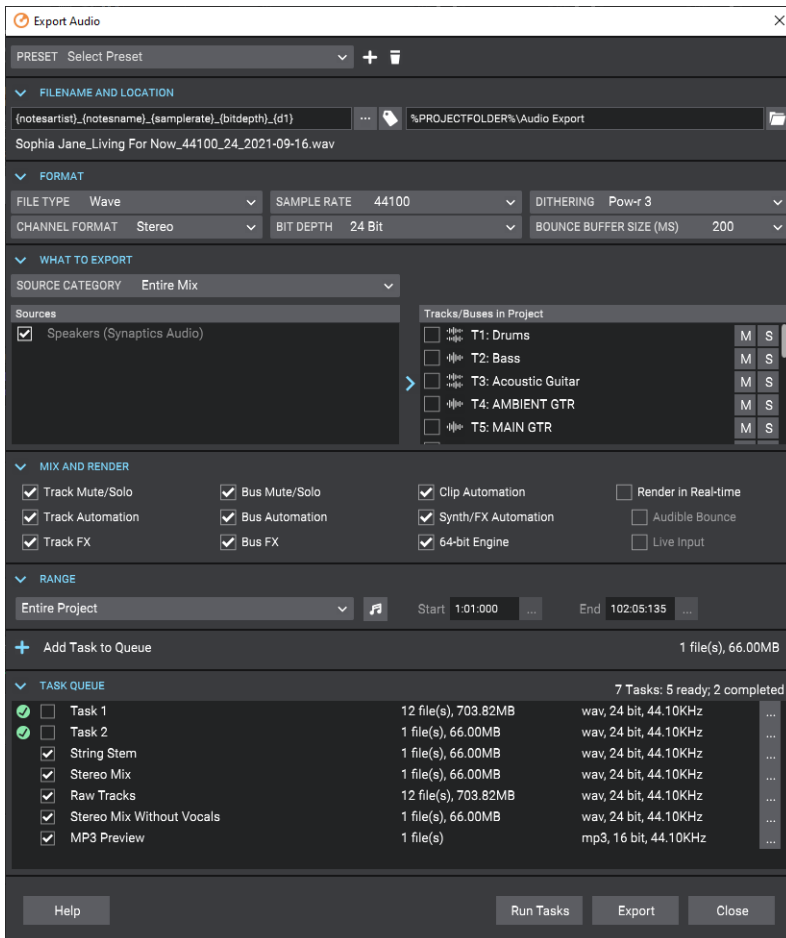 Export Audio
PRESET Select Preset
FILENAME AND LOCATION
{notesartist}_{notesname}_{samplerate}_{bitdepth}_{d1} ... %PROJECTFOLDER%\Audio Export
Sophia Jane_Living For Now_44100_24_2021-09-16.wav
FORMAT
FILE TYPE Wave SAMPLE RATE 44100 DITHERING Pow-r 3
CHANNEL FORMAT Stereo BIT DEPTH 24 Bit BOUNCE BUFFER SIZE (MS) 200
WHAT TO EXPORT
SOURCE CATEGORY Entire Mix
Sources Tracks/Buses in Project
Speakers (Synaptics Audio) T1: Drums M S
T2: Bass M S
T3: Acoustic Guitar M S
T4: AMBIENT GTR M S
T5: MAIN GTR M S
MIX AND RENDER
Track Mute/Solo Bus Mute/Solo Clip Automation Render in Real-time
Track Automation Bus Automation Synth/FX Automation Audible Bounce
Track FX Bus FX 64-bit Engine Live Input
RANGE
Entire Project Start 1:01:000 ... End 102:05:135 ...
Add Task to Queue 1 file(s), 66.00MB
TASK QUEUE 7 Tasks: 5 ready; 2 completed
Task 1 12 file(s), 703.82MB wav, 24 bit, 44.10KHz ...
Task 2 1 file(s), 66.00MB wav, 24 bit, 44.10KHz ...
String Stem 1 file(s), 66.00MB wav, 24 bit, 44.10KHz ...
Stereo Mix 1 file(s), 66.00MB wav, 24 bit, 44.10KHz ...
Raw Tracks 12 file(s), 703.82MB wav, 24 bit, 44.10KHz ...
Stereo Mix Without Vocals 1 file(s), 66.00MB wav, 24 bit, 44.10KHz ...
MP3 Preview 1 file(s) mp3, 16 bit, 44.10KHz ...
Help Run Tasks Export Close